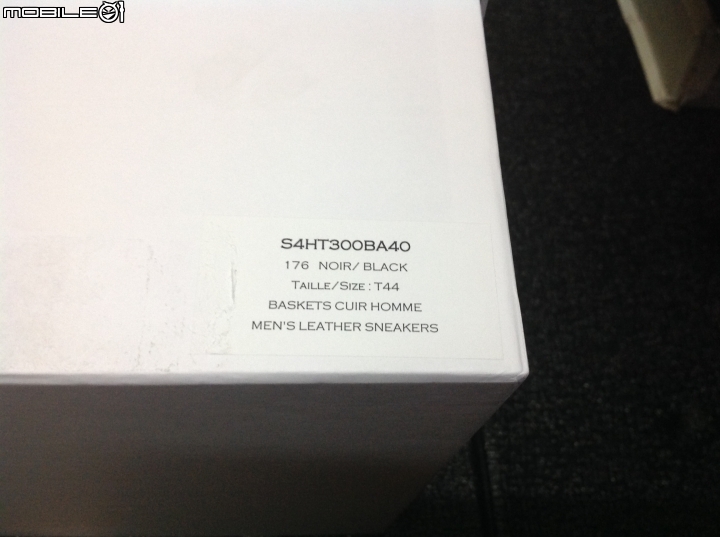 MOBILE01
S4HT300BA40
176 NOIR/ BLACK
TAILLE/SIZE : T44
BASKETS CUIR HOMME
MEN'S LEATHER SNEAKERS